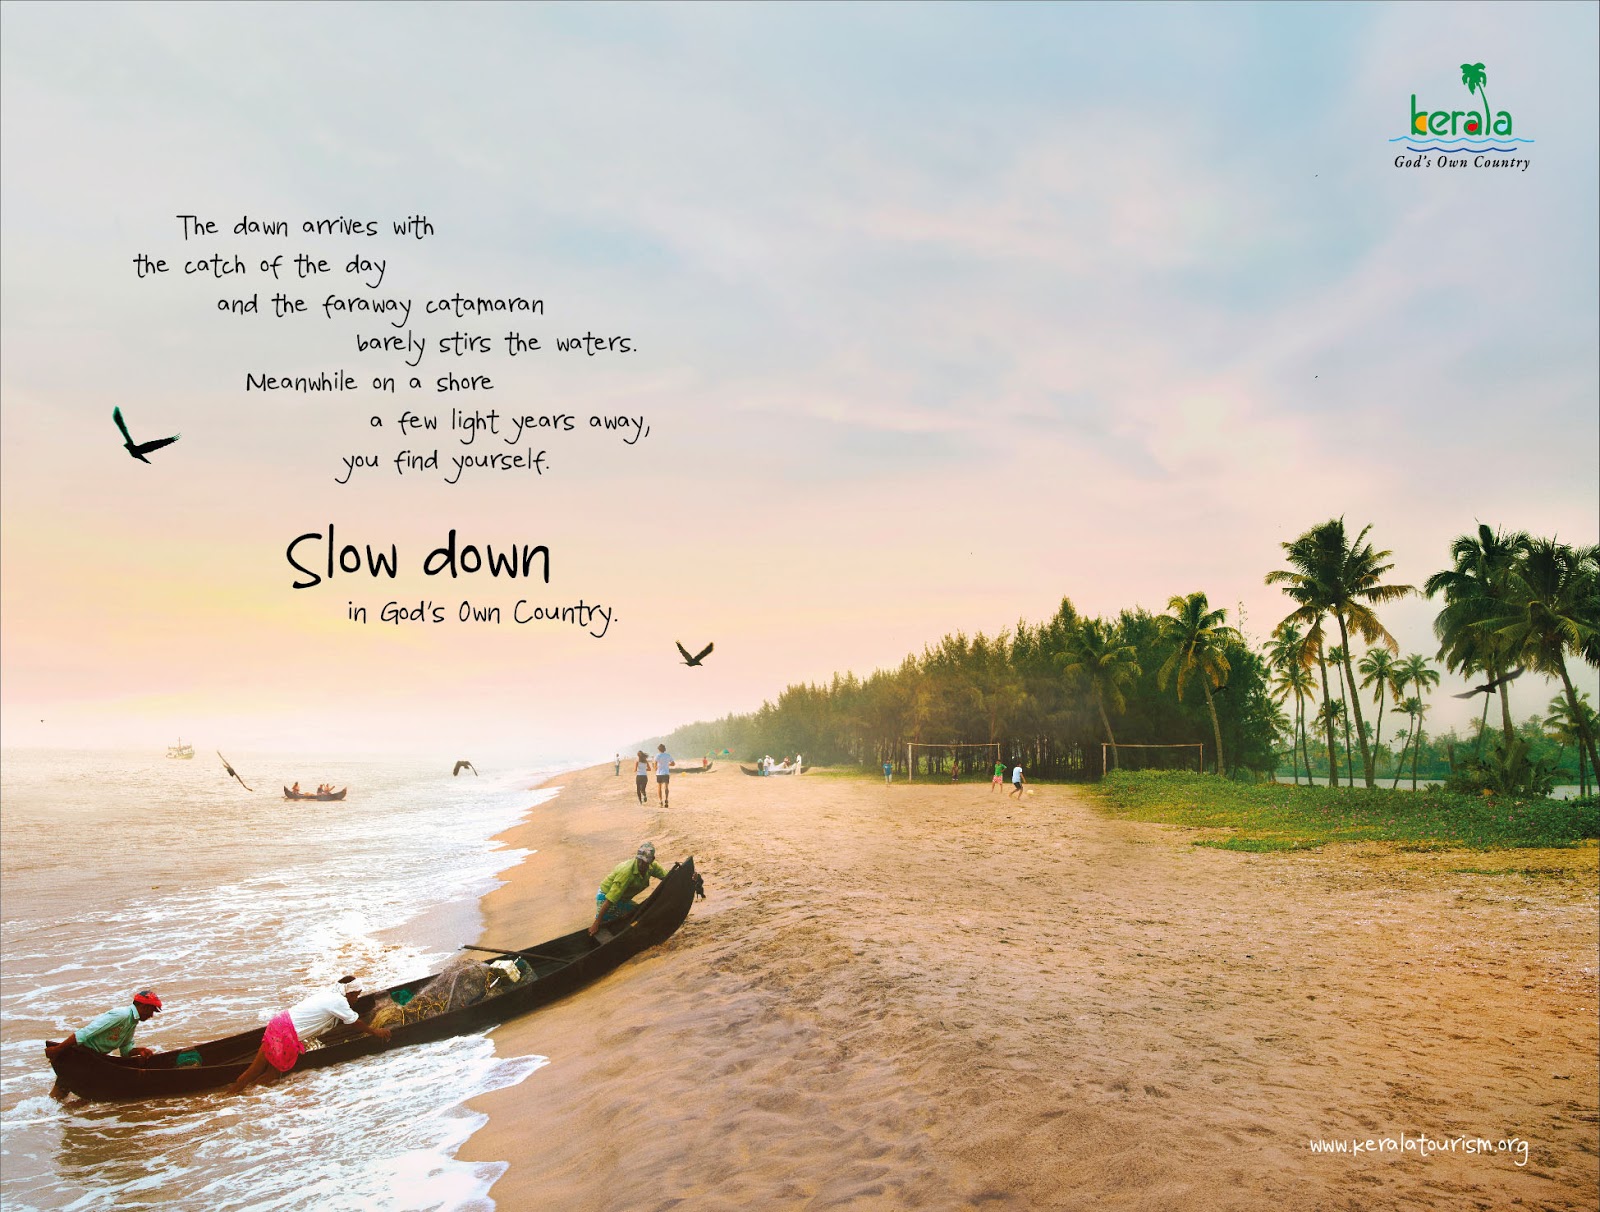 kerala
God's Own Country
The dawn arrives with
the catch of the day
and the faraway catamaran
barely stirs the waters.
Meanwhile on a shore
a few light years away,
you find yourself.
Slow down
in God's Own Country.
www.keralatourism.org